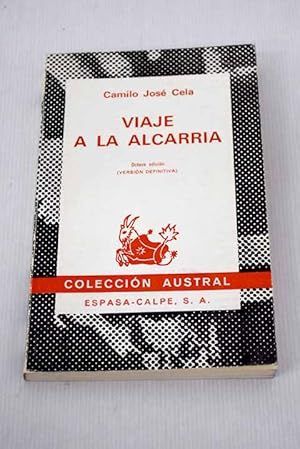 Camilo José Cela
VIAJE
A LA ALCARRIA
Octava edición
(VERSIÓN DEFINITIVA)
COLECCIÓN AUSTRAL
ESPASA-CALPE, S. A.